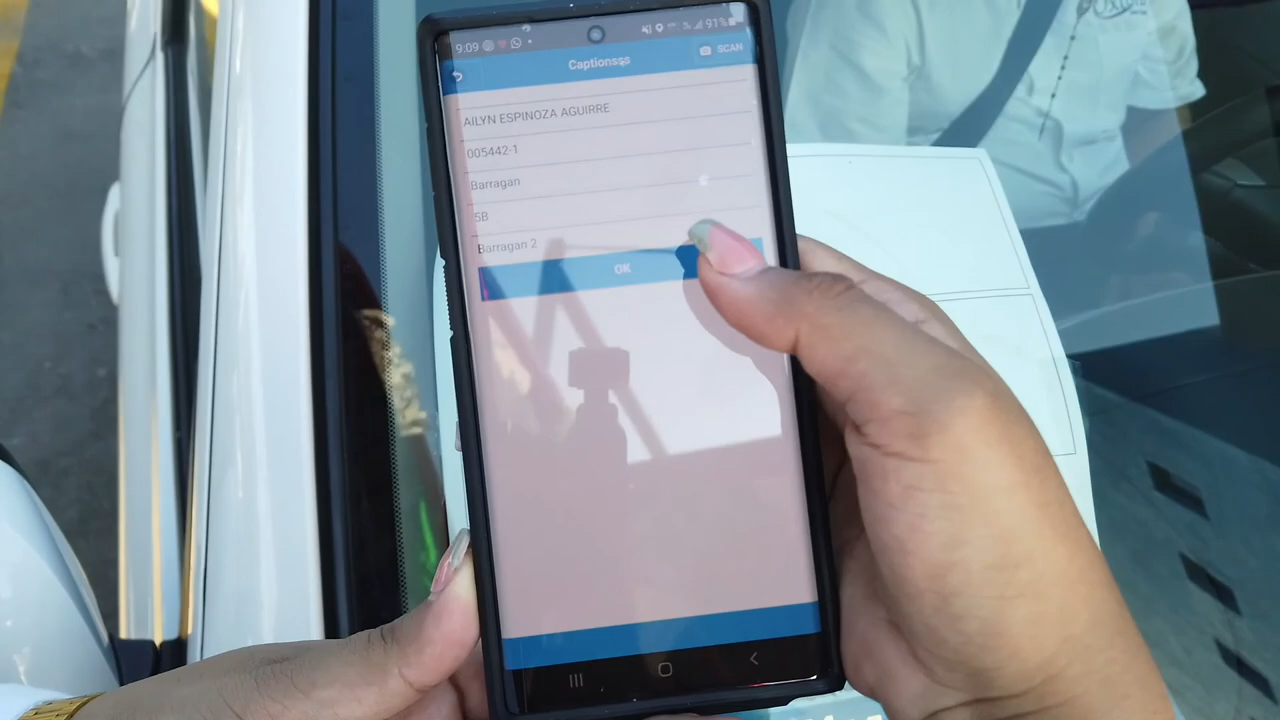 9:09
91%
Captionsss
SCAN
AILYN ESPINOZA AGUIRRE
005442-1
Barragan
5B
Barragan 2
OK